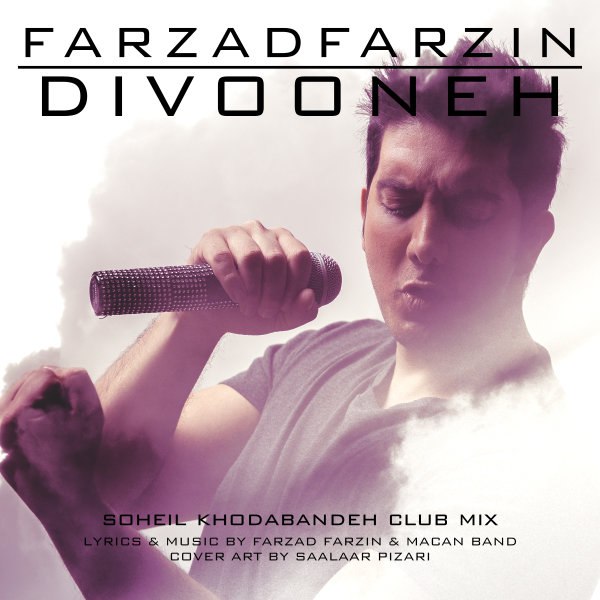 FARZADFARZIN
DIVOONEH
SOHEIL KHODABANDEH CLUB MIX
LYRICS & MUSIC BY FARZAD FARZIN & MACAN BAND
COVER ART BY SAALAAR PIZARI